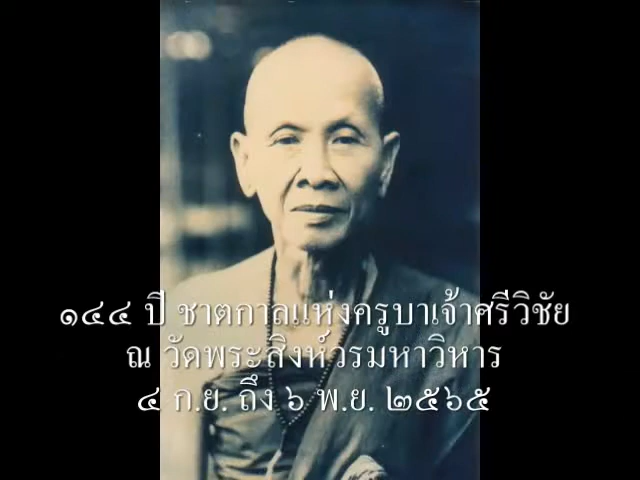 ๑๔๔ ปี ชาตกาลแห่งครูบาเจ้าศรีวิชัย
ณ วัดพระสิงห์วรมหาวิหาร
๔ ก.ย. ถึง ๖ พ.ย. ๒๕๖๕